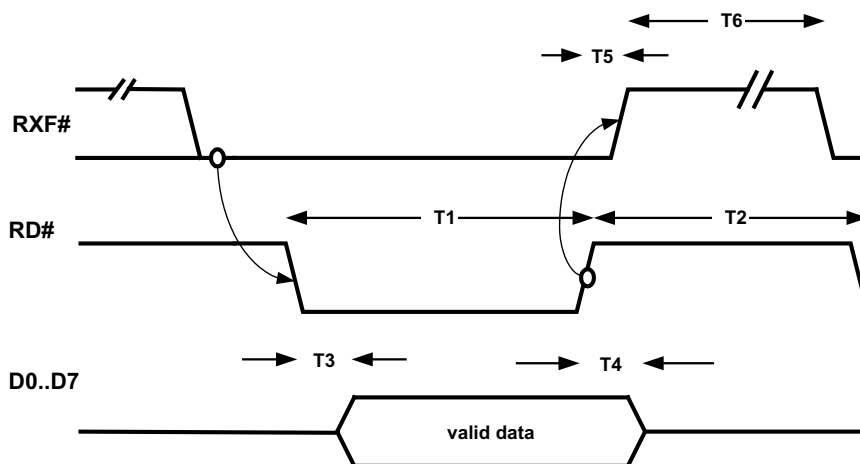 T6
T5
RXF#
T1
T2
RD#
T3
T4
D0..D7
valid data